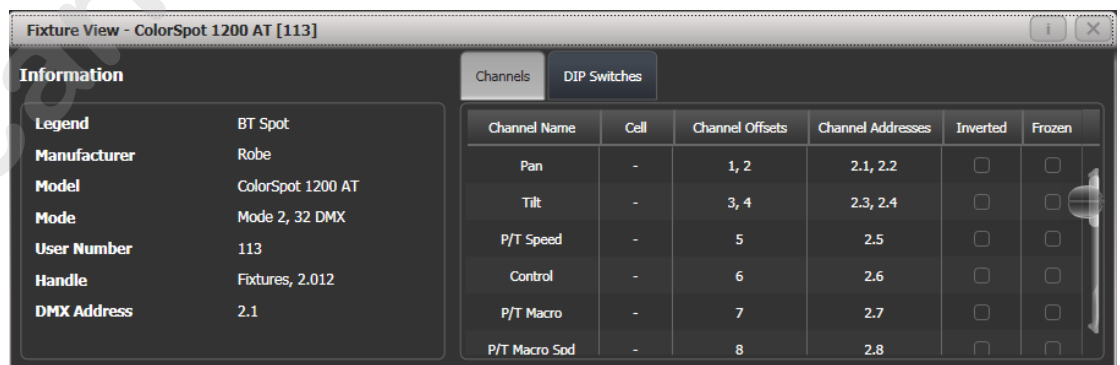 Fixture View - ColorSpot 1200 AT [113]
i
Information
Channels DIP Switches
Legend BT Spot
Manufacturer Robe
Model ColorSpot 1200 AT
Mode Mode 2, 32 DMX
User Number 113
Handle Fixtures, 2.012
DMX Address 2.1
Channel Name Cell Channel Offsets Channel Addresses Inverted Frozen
Pan - 1, 2 2.1, 2.2
Tilt - 3, 4 2.3, 2.4
P/T Speed - 5 2.5
Control - 6 2.6
P/T Macro - 7 2.7
P/T Macro Spd - 8 2.8